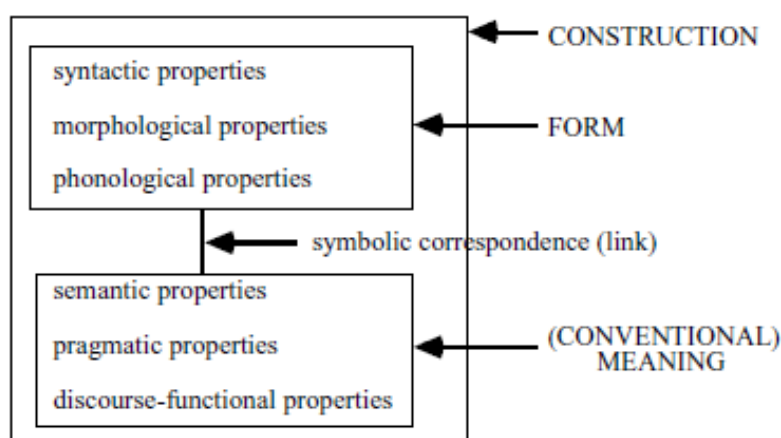 CONSTRUCTION
syntactic properties
morphological properties
FORM
phonological properties
symbolic correspondence (link)
semantic properties
pragmatic properties
(CONVENTIONAL)
MEANING
discourse-functional properties